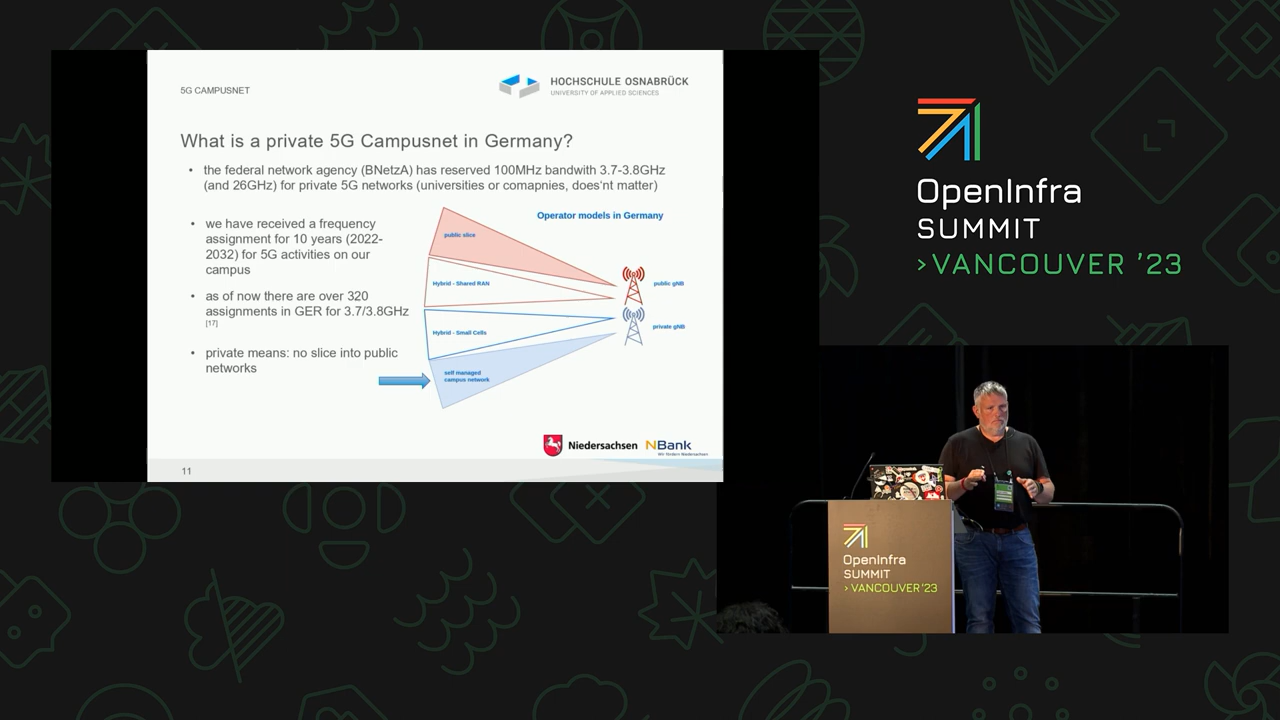 5G CAMPUSNET
HOCHSCHULE OSNABRÜCK
UNIVERSITY OF APPLIED SCIENCES
What is a private 5G Campusnet in Germany?
• the federal network agency (BNetzA) has reserved 100MHz bandwith 3.7-3.8GHz
(and 26GHz) for private 5G networks (universities or comapnies, does'nt matter)
• we have received a frequency
assignment for 10 years (2022-
2032) for 5G activities on our
campus
• as of now there are over 320
assignments in GER for 3.7/3.8GHz
[17]
• private means: no slice into public
networks
Operator models in Germany
public slice
Hybrid - Shared RAN
public gNB
Hybrid - Small Cells
private gNB
self managed
campus network
Niedersachsen
NBank
Wir fördern Niedersachsen
11
OpenInfra
SUMMIT
>VANCOUVER '23
OpenInfra
SUMMIT
>VANCOUVER '23